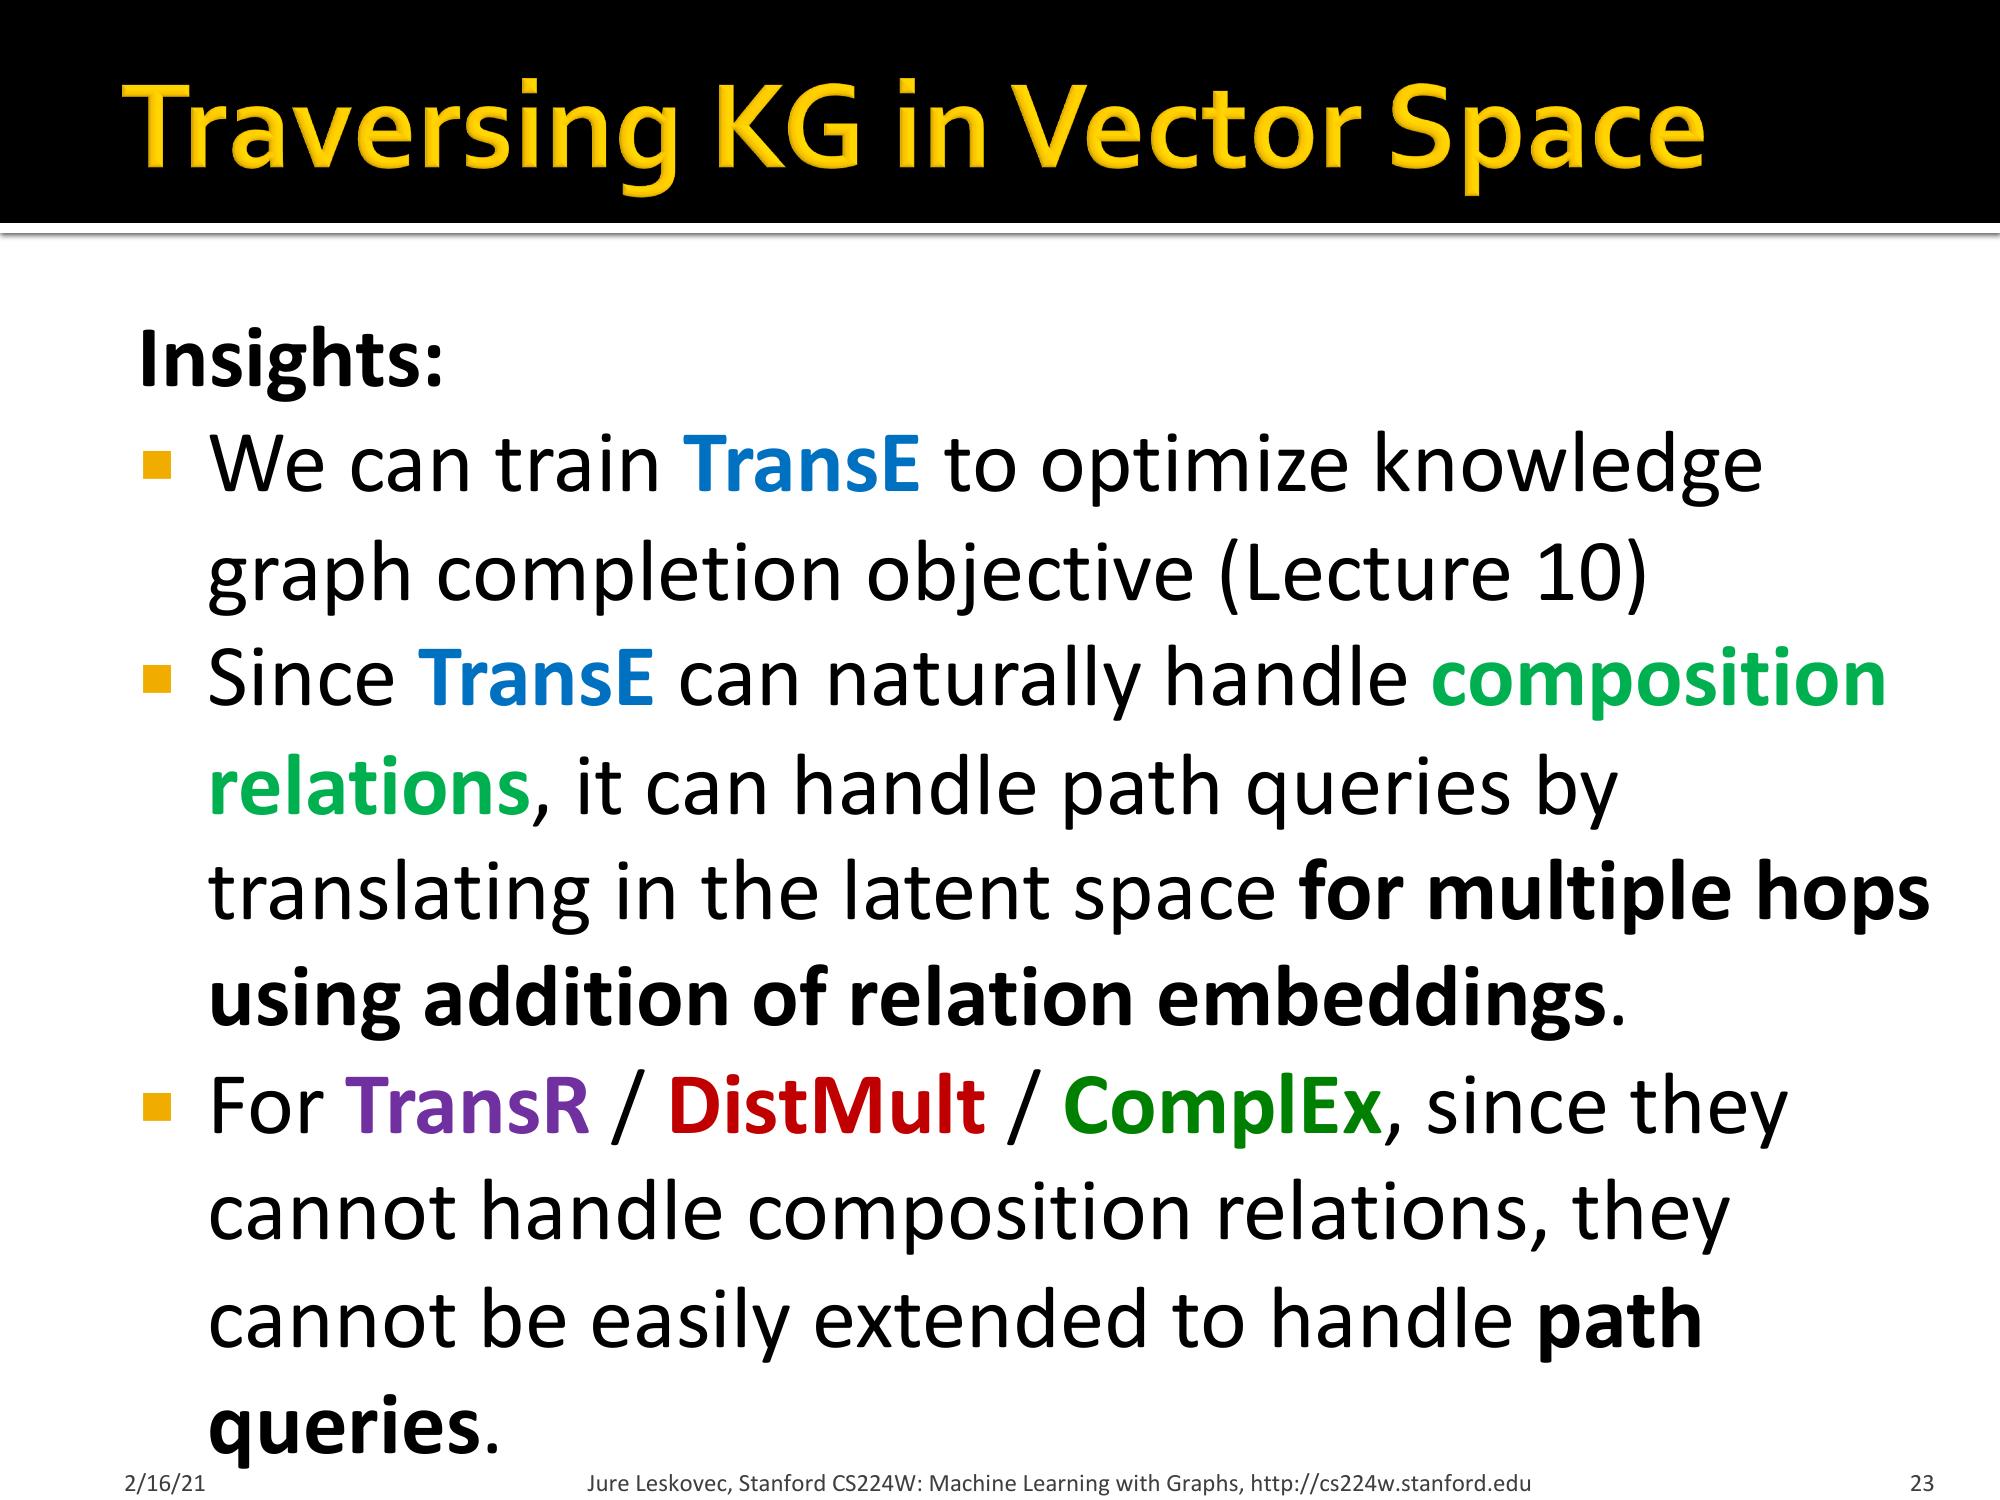 Traversing KG in Vector Space
Insights:
▪ We can train TransE to optimize knowledge
graph completion objective (Lecture 10)
▪ Since TransE can naturally handle composition
relations, it can handle path queries by
translating in the latent space for multiple hops
using addition of relation embeddings.
▪ For TransR / DistMult / ComplEx, since they
cannot handle composition relations, they
cannot be easily extended to handle path
queries.
2/16/21 Jure Leskovec, Stanford CS224W: Machine Learning with Graphs, http://cs224w.stanford.edu 23